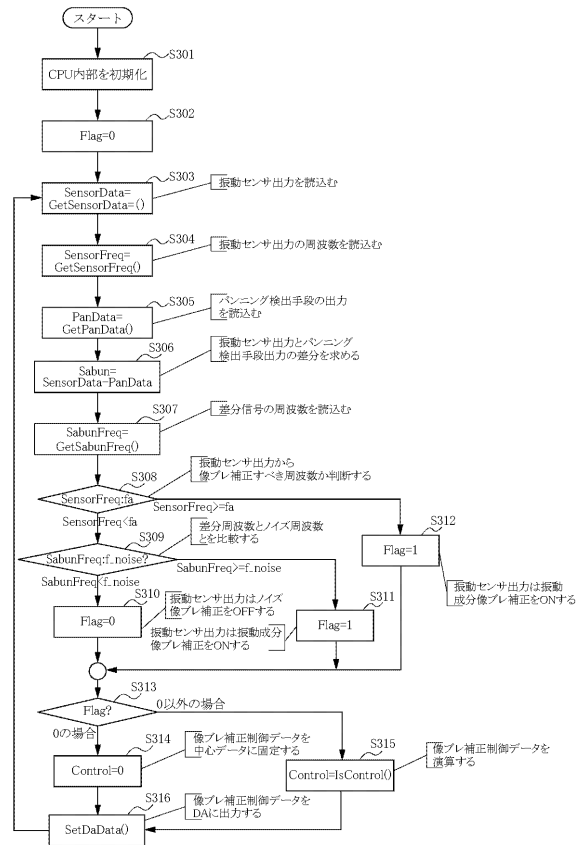 スタート
S301
CPU内部を初期化
S302
Flag=0
S303
SensorData=
GetSensorData=()
振動センサ出力を読込む
S304
SensorFreq=
GetSensorFreq()
振動センサ出力の周波数を読込む
S305
PanData=
GetPanData()
パンニング検出手段の出力
を読込む
S306
Sabun=
SensorData-PanData
振動センサ出力とパンニング
検出手段出力の差分を求める
S307
SabunFreq=
GetSabunFreq()
差分信号の周波数を読込む
S308
SensorFreq:fa
振動センサ出力から
像ブレ補正すべき周波数か判断する
SensorFreq>=fa
SensorFreq<fa
S309
SabunFreq:f_noise?
差分周波数とノイズ周波数
とを比較する
SabunFreq>=f_noise
SabunFreq<f_noise
S312
Flag=1
振動センサ出力は振動
成分像ブレ補正をONする
S310
Flag=0
振動センサ出力はノイズ
像ブレ補正をOFFする
S311
Flag=1
振動センサ出力は振動成分
像ブレ補正をONする
S313
Flag?
0以外の場合
0の場合
S314
Control=0
像ブレ補正制御データを
中心データに固定する
S315
Control=IsControl()
像ブレ補正制御データを
演算する
S316
SetDaData()
像ブレ補正制御データを
DAに出力する